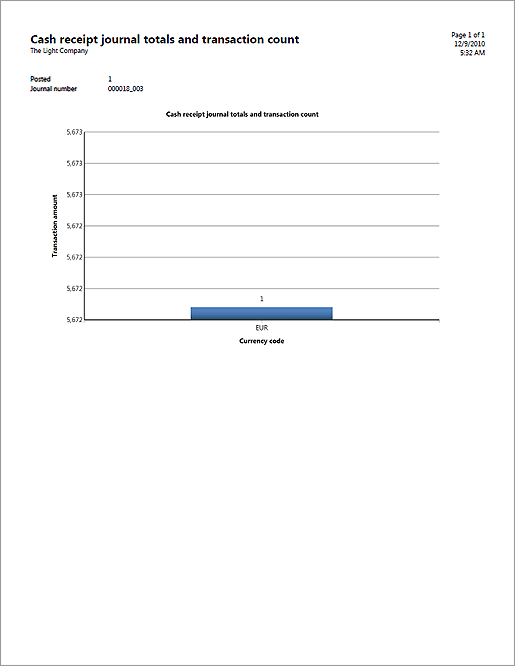 Cash receipt journal totals and transaction count
The Light Company
Page 1 of 1
12/9/2010
5:32 AM
Posted 1
Journal number 000018_003
Cash receipt journal totals and transaction count
Transaction amount
5,673
5,673
5,673
5,672
5,672
5,672
5,672
1
EUR
Currency code